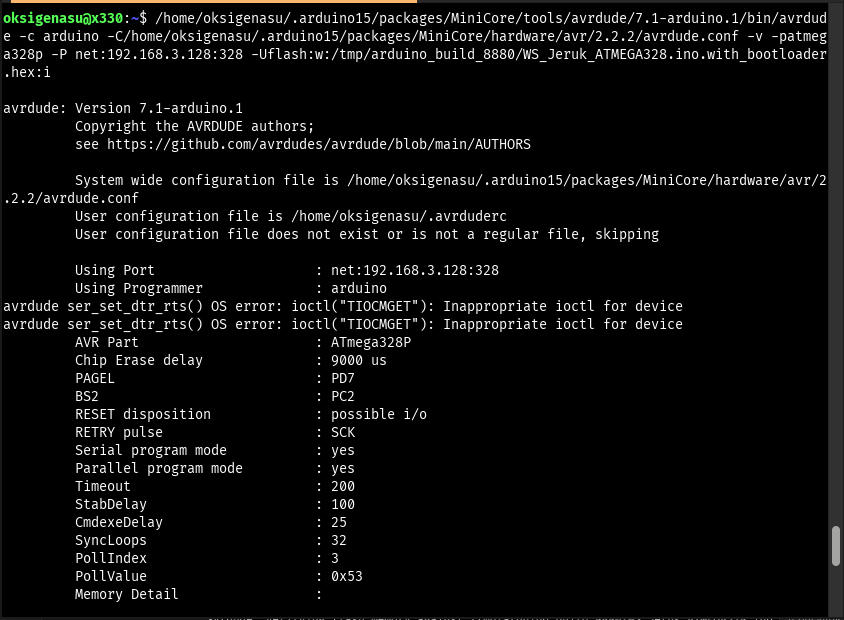 oksigenasu@x330:~$ /home/oksigenasu/.arduino15/packages/MiniCore/tools/avrdude/7.1-arduino.1/bin/avrdud
e -c arduino -C/home/oksigenasu/.arduino15/packages/MiniCore/hardware/avr/2.2.2/avrdude.conf -v -patmeg
a328p -P net:192.168.3.128:328 -Uflash:w:/tmp/arduino_build_8880/WS_Jeruk_ATMEGA328.ino.with_bootloader
.hex:i
avrdude: Version 7.1-arduino.1
Copyright the AVRDUDE authors;
see https://github.com/avrdudes/avrdude/blob/main/AUTHORS
System wide configuration file is /home/oksigenasu/.arduino15/packages/MiniCore/hardware/avr/2
.2.2/avrdude.conf
User configuration file is /home/oksigenasu/.avrduderc
User configuration file does not exist or is not a regular file, skipping
Using Port                    : net:192.168.3.128:328
Using Programmer              : arduino
avrdude ser_set_dtr_rts() OS error: ioctl("TIOCMGET"): Inappropriate ioctl for device
avrdude ser_set_dtr_rts() OS error: ioctl("TIOCMGET"): Inappropriate ioctl for device
AVR Part                      : ATmega328P
Chip Erase delay              : 9000 us
PAGEL                         : PD7
BS2                           : PC2
RESET disposition             : possible i/o
RETRY pulse                   : SCK
Serial program mode           : yes
Parallel program mode         : yes
Timeout                       : 200
StabDelay                     : 100
CmdexeDelay                   : 25
SyncLoops                     : 32
PollIndex                     : 3
PollValue                     : 0x53
Memory Detail                 :